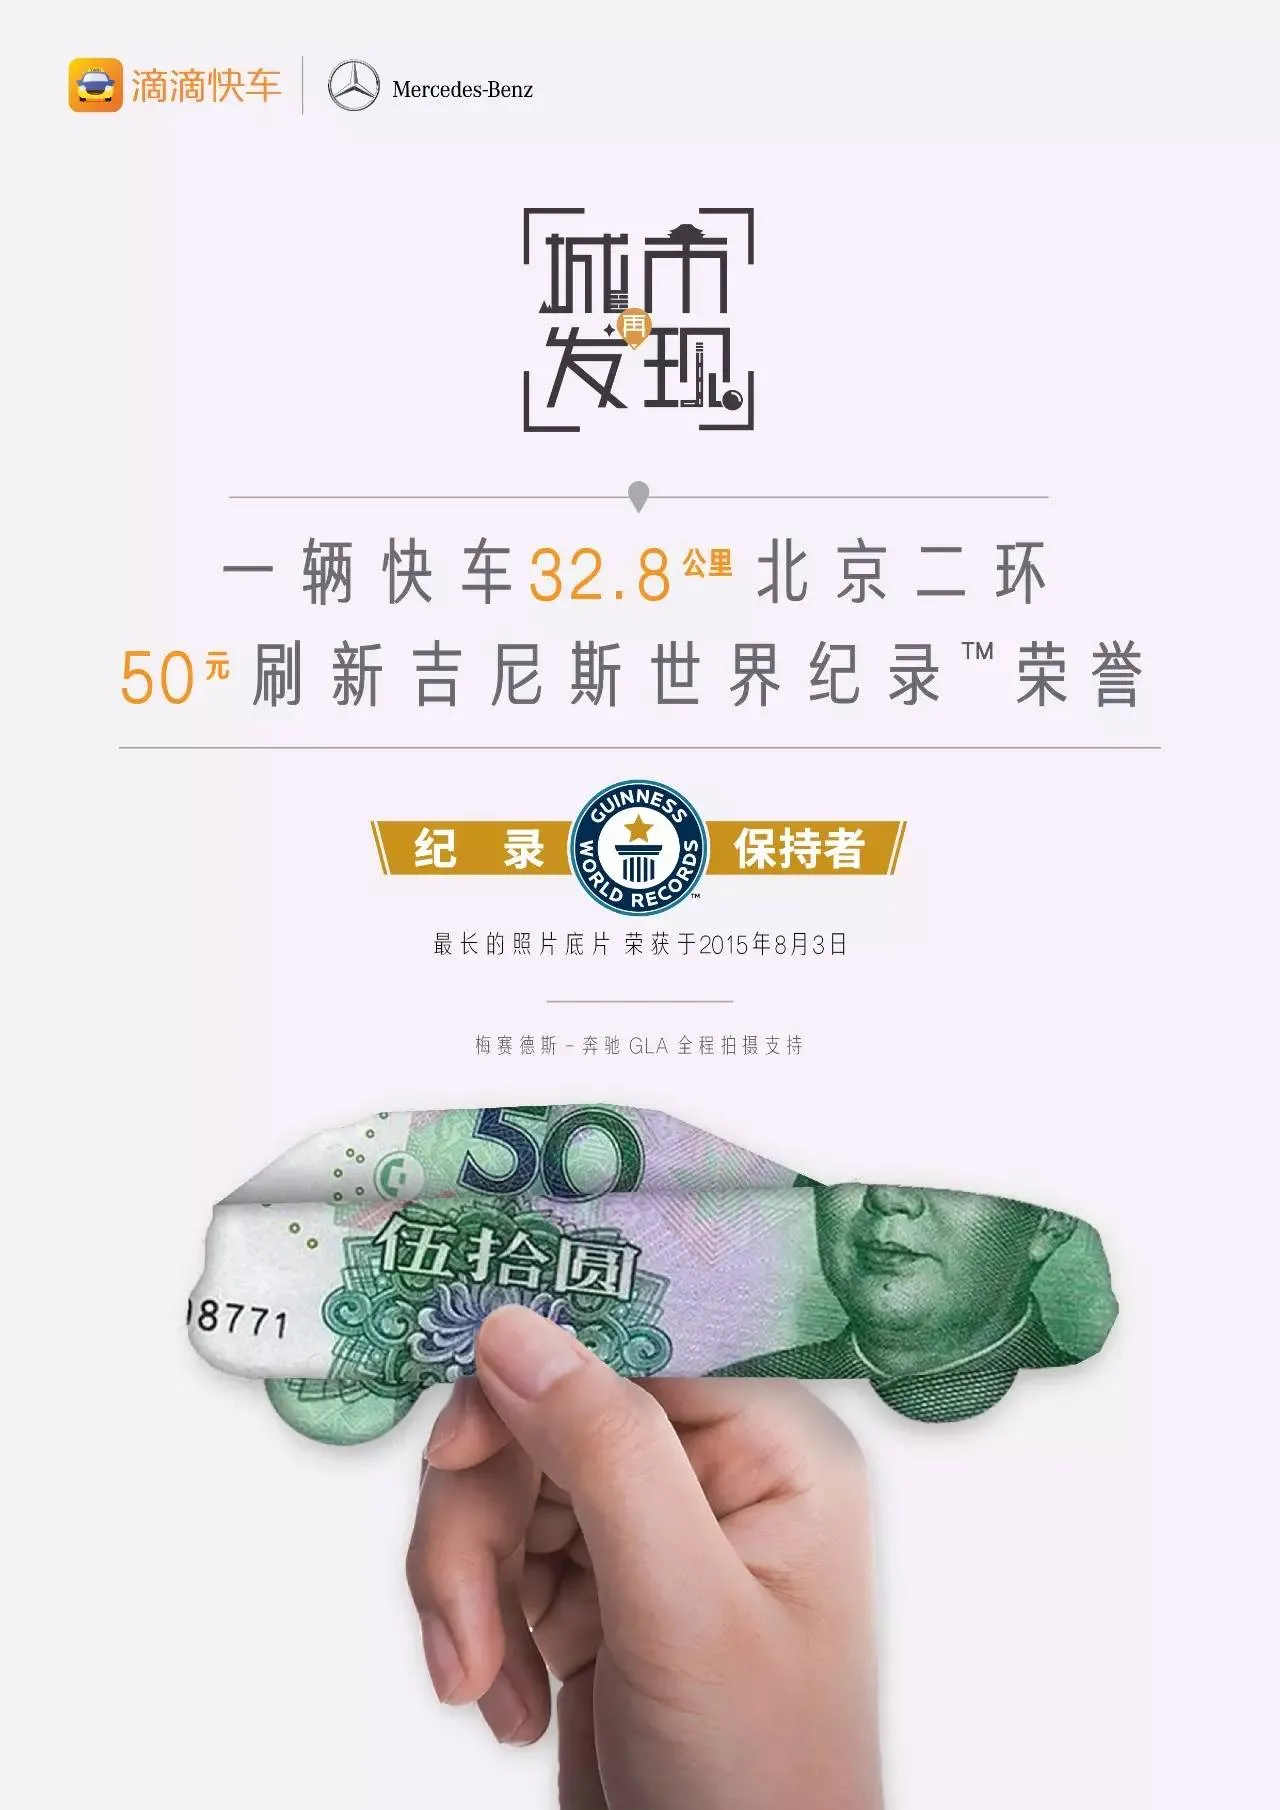 滴滴快车 Mercedes-Benz
城市
再
发现
一辆快车32.8公里北京二环
50元刷新吉尼斯世界纪录™荣誉
纪录 GUINNESS WORLD RECORDS™ 保持者
最长的照片底片 荣获于2015年8月3日
梅赛德斯-奔驰 GLA 全程拍摄支持
50
伍拾圆
98771